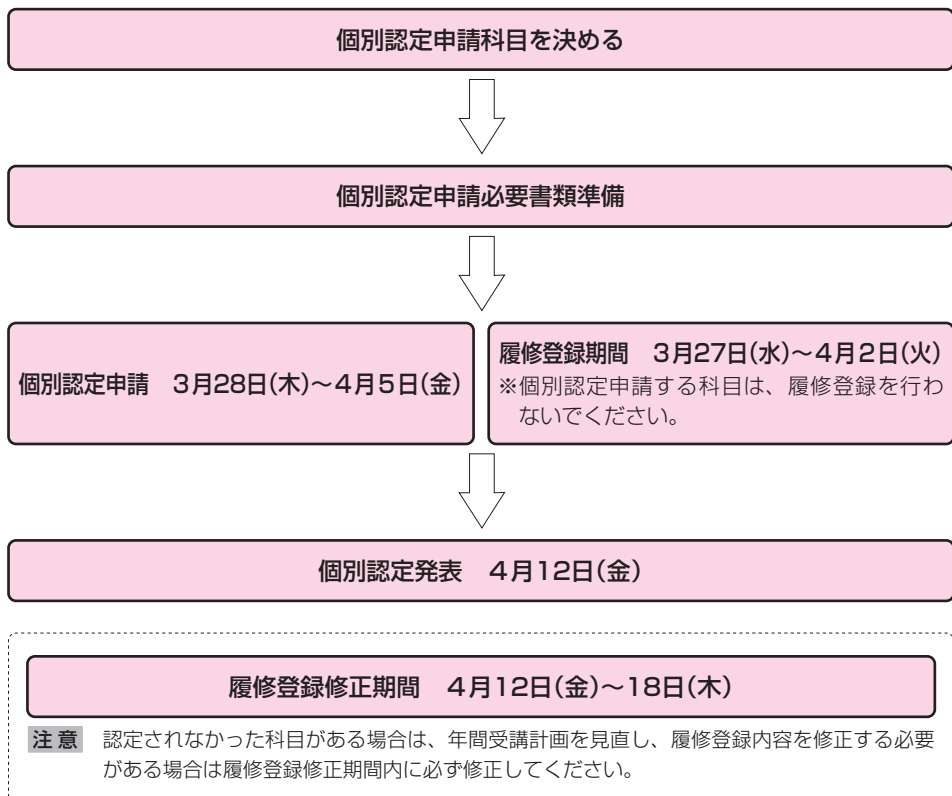 個別認定申請科目を決める
個別認定申請必要書類準備
個別認定申請　3月28日(木)～4月5日(金)
履修登録期間　3月27日(水)～4月2日(火)
※個別認定申請する科目は、履修登録を行わ
ないでください。
個別認定発表　4月12日(金)
履修登録修正期間　4月12日(金)～18日(木)
注意　認定されなかった科目がある場合は、年間受講計画を見直し、履修登録内容を修正する必要
がある場合は履修登録修正期間内に必ず修正してください。